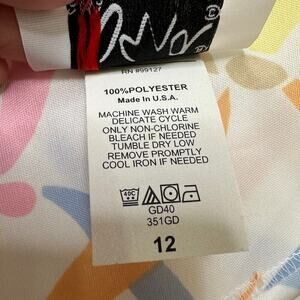 RN #99127
100%POLYESTER
Made In U.S.A.
MACHINE WASH WARM
DELICATE CYCLE
ONLY NON-CHLORINE
BLEACH IF NEEDED
TUMBLE DRY LOW
REMOVE PROMPTLY
COOL IRON IF NEEDED
40C
GD40
351GD
12